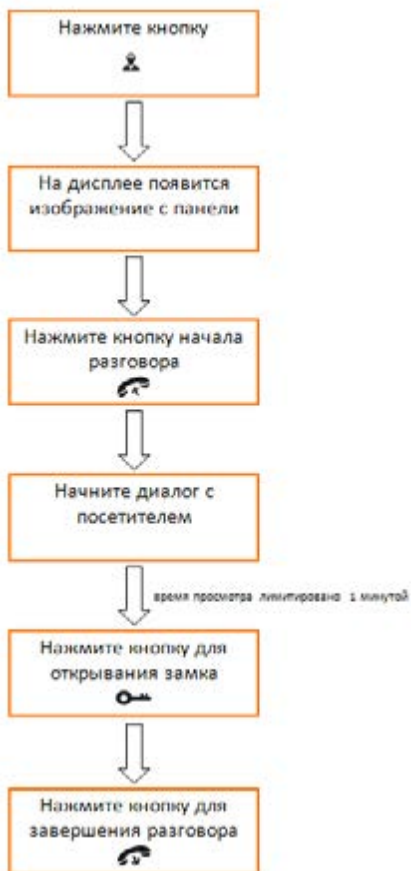 Нажмите кнопку
На дисплее появится
изображение с панели
Нажмите кнопку начала
разговора
Начните диалог с
посетителем
время просмотра лимитировано 1 минутой
Нажмите кнопку для
открывания замка
Нажмите кнопку для
завершения разговора